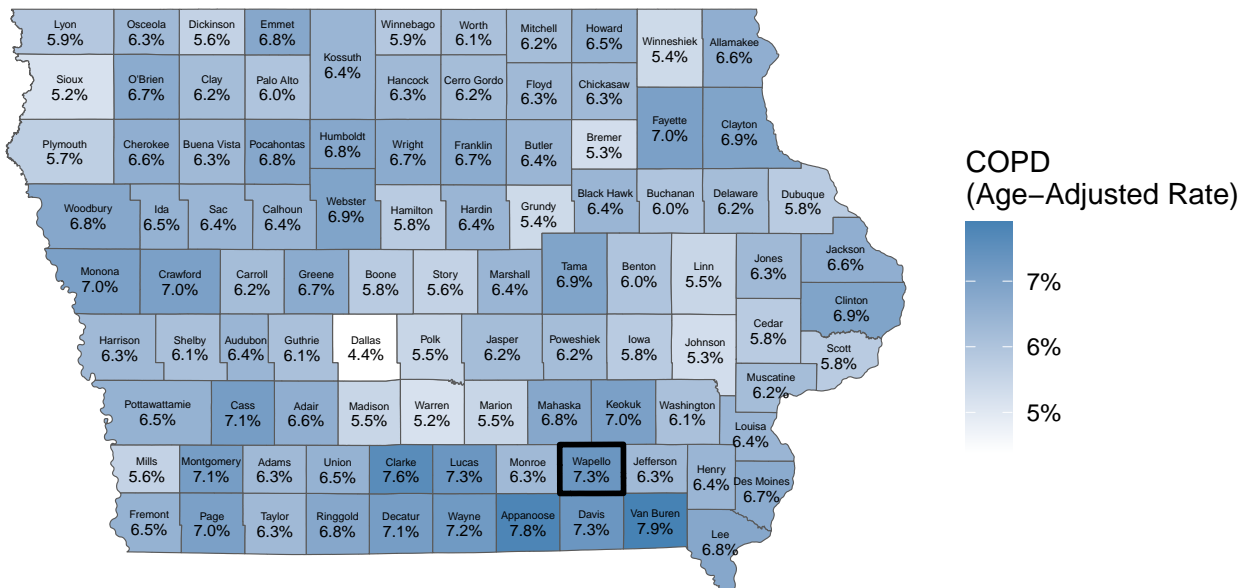 Lyon
5.9%
Osceola
6.3%
Dickinson
5.6%
Emmet
6.8%
Kossuth
6.4%
Winnebago
5.9%
Worth
6.1%
Mitchell
6.2%
Howard
6.5%
Winneshiek
5.4%
Allamakee
6.6%
Sioux
5.2%
O'Brien
6.7%
Clay
6.2%
Palo Alto
6.0%
Hancock
6.3%
Cerro Gordo
6.2%
Floyd
6.3%
Chickasaw
6.3%
Plymouth
5.7%
Cherokee
6.6%
Buena Vista
6.3%
Pocahontas
6.8%
Humboldt
6.8%
Wright
6.7%
Franklin
6.7%
Butler
6.4%
Bremer
5.3%
Fayette
7.0%
Clayton
6.9%
Woodbury
6.8%
Ida
6.5%
Sac
6.4%
Calhoun
6.4%
Webster
6.9%
Hamilton
5.8%
Hardin
6.4%
Grundy
5.4%
Black Hawk
6.4%
Buchanan
6.0%
Delaware
6.2%
Dubuque
5.8%
Monona
7.0%
Crawford
7.0%
Carroll
6.2%
Greene
6.7%
Boone
5.8%
Story
5.6%
Marshall
6.4%
Tama
6.9%
Benton
6.0%
Linn
5.5%
Jones
6.3%
Jackson
6.6%
Clinton
6.9%
Harrison
6.3%
Shelby
6.1%
Audubon
6.4%
Guthrie
6.1%
Dallas
4.4%
Polk
5.5%
Jasper
6.2%
Poweshiek
6.2%
Iowa
5.8%
Johnson
5.3%
Cedar
5.8%
Scott
5.8%
Muscatine
6.2%
Pottawattamie
6.5%
Cass
7.1%
Adair
6.6%
Madison
5.5%
Warren
5.2%
Marion
5.5%
Mahaska
6.8%
Keokuk
7.0%
Washington
6.1%
Louisa
6.4%
Mills
5.6%
Montgomery
7.1%
Adams
6.3%
Union
6.5%
Clarke
7.6%
Lucas
7.3%
Monroe
6.3%
Wapello
7.3%
Jefferson
6.3%
Henry
6.4%
Des Moines
6.7%
Fremont
6.5%
Page
7.0%
Taylor
6.3%
Ringgold
6.8%
Decatur
7.1%
Wayne
7.2%
Appanoose
7.8%
Davis
7.3%
Van Buren
7.9%
Lee
6.8%
COPD
(Age−Adjusted Rate)
7%
6%
5%